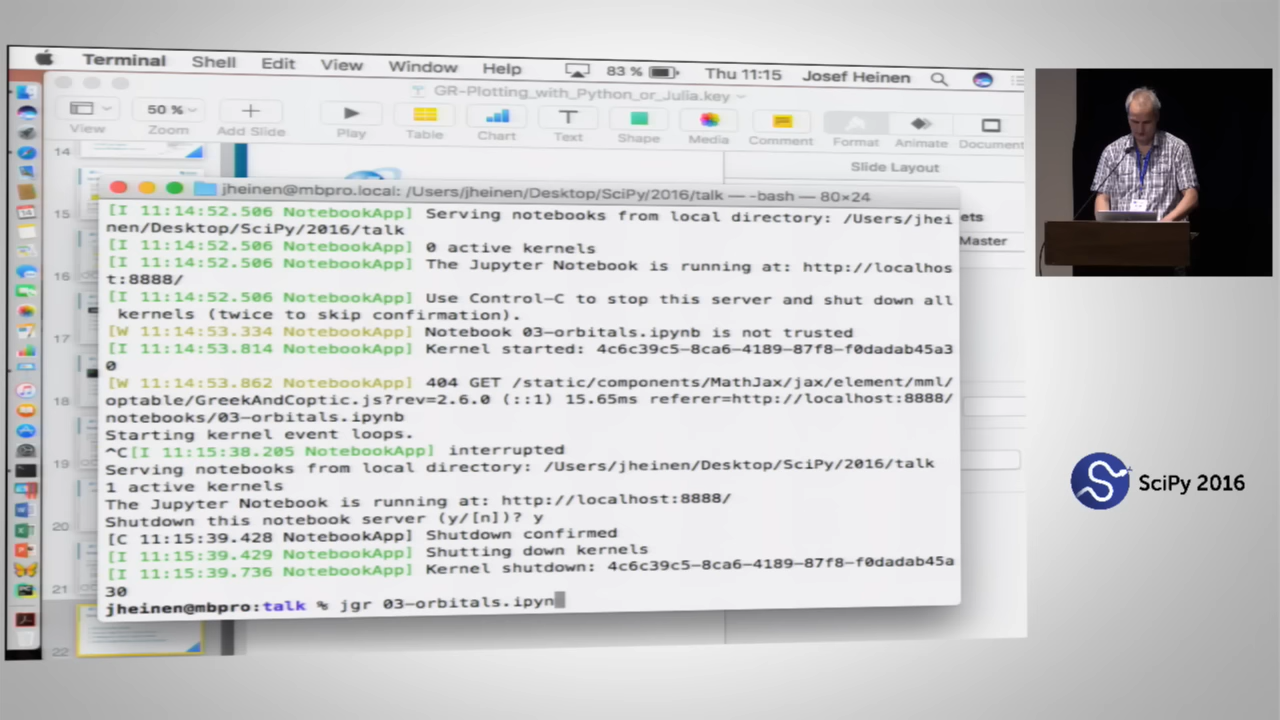 Terminal Shell Edit View Window Help 83 % Thu 11:15 Josef Heinen
GR-Plotting_with_Python_or_Julia.key
50 %
View Zoom Add Slide Play Table Chart Text Shape Media Comment Format Animate Document
14
Slide Layout
jheinen@mbpro.local: /Users/jheinen/Desktop/SciPy/2016/talk — -bash — 80×24
15
[I 11:14:52.506 NotebookApp] Serving notebooks from local directory: /Users/jhei
nen/Desktop/SciPy/2016/talk
[I 11:14:52.506 NotebookApp] 0 active kernels
[I 11:14:52.506 NotebookApp] The Jupyter Notebook is running at: http://localhos
t:8888/
[I 11:14:52.506 NotebookApp] Use Control-C to stop this server and shut down all
kernels (twice to skip confirmation).
[W 11:14:53.334 NotebookApp] Notebook 03-orbitals.ipynb is not trusted
[I 11:14:53.814 NotebookApp] Kernel started: 4c6c39c5-8ca6-4189-87f8-f0dadab45a3
0
[W 11:14:53.862 NotebookApp] 404 GET /static/components/MathJax/jax/element/mml/
optable/GreekAndCoptic.js?rev=2.6.0 (::1) 15.65ms referer=http://localhost:8888/
notebooks/03-orbitals.ipynb
Starting kernel event loops.
^C[I 11:15:38.205 NotebookApp] interrupted
Serving notebooks from local directory: /Users/jheinen/Desktop/SciPy/2016/talk
1 active kernels
The Jupyter Notebook is running at: http://localhost:8888/
Shutdown this notebook server (y/[n])? y
[C 11:15:39.428 NotebookApp] Shutdown confirmed
[I 11:15:39.429 NotebookApp] Shutting down kernels
[I 11:15:39.736 NotebookApp] Kernel shutdown: 4c6c39c5-8ca6-4189-87f8-f0dadab45a
30
jheinen@mbpro:talk % jgr 03-orbitals.ipyn
ets
Master
16
17
18
19
20
21
22
SciPy 2016